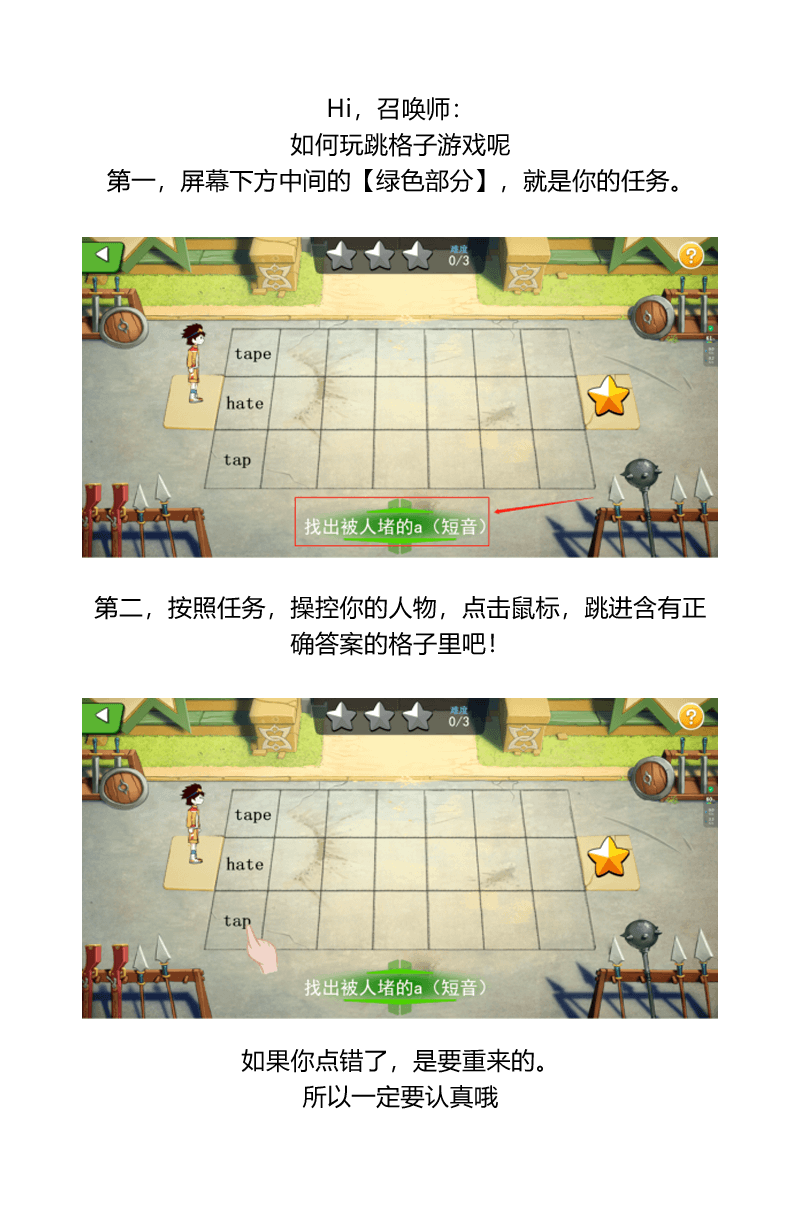 Hi，召唤师：
如何玩跳格子游戏呢
第一，屏幕下方中间的【绿色部分】，就是你的任务。
0/3
?
tape
hate
tap
找出被人堵的a（短音）
第二，按照任务，操控你的人物，点击鼠标，跳进含有正
确答案的格子里吧！
0/3
?
tape
hate
tap
找出被人堵的a（短音）
如果你点错了，是要重来的。
所以一定要认真哦